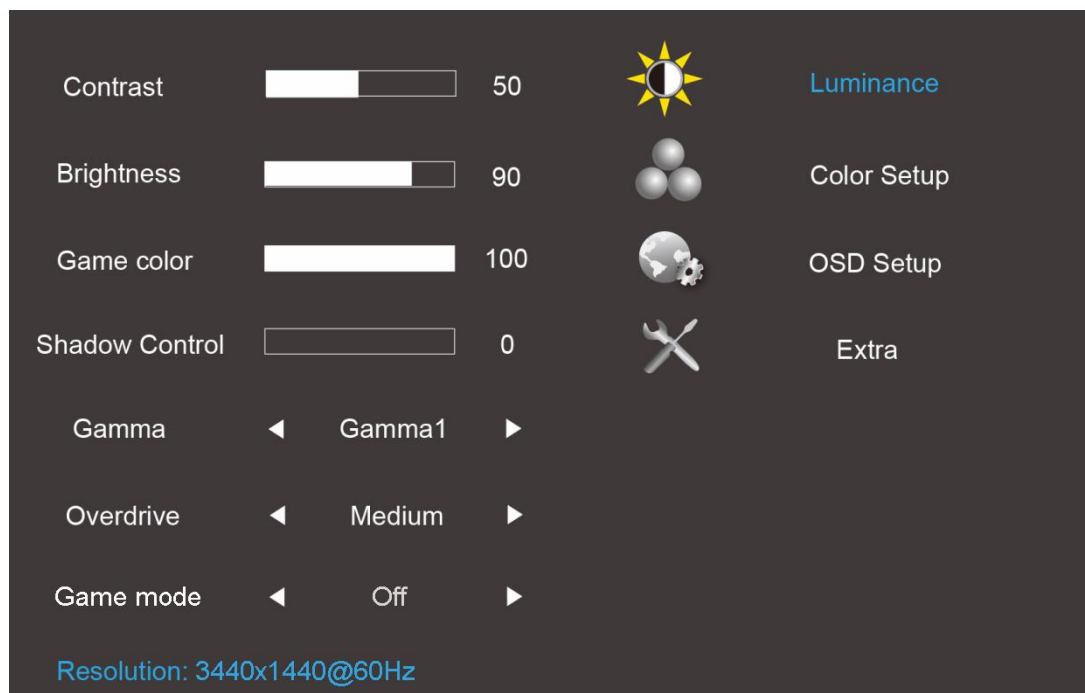 Contrast 50 Luminance
Brightness 90 Color Setup
Game color 100 OSD Setup
Shadow Control 0 Extra
Gamma Gamma1
Overdrive Medium
Game mode Off
Resolution: 3440x1440@60Hz